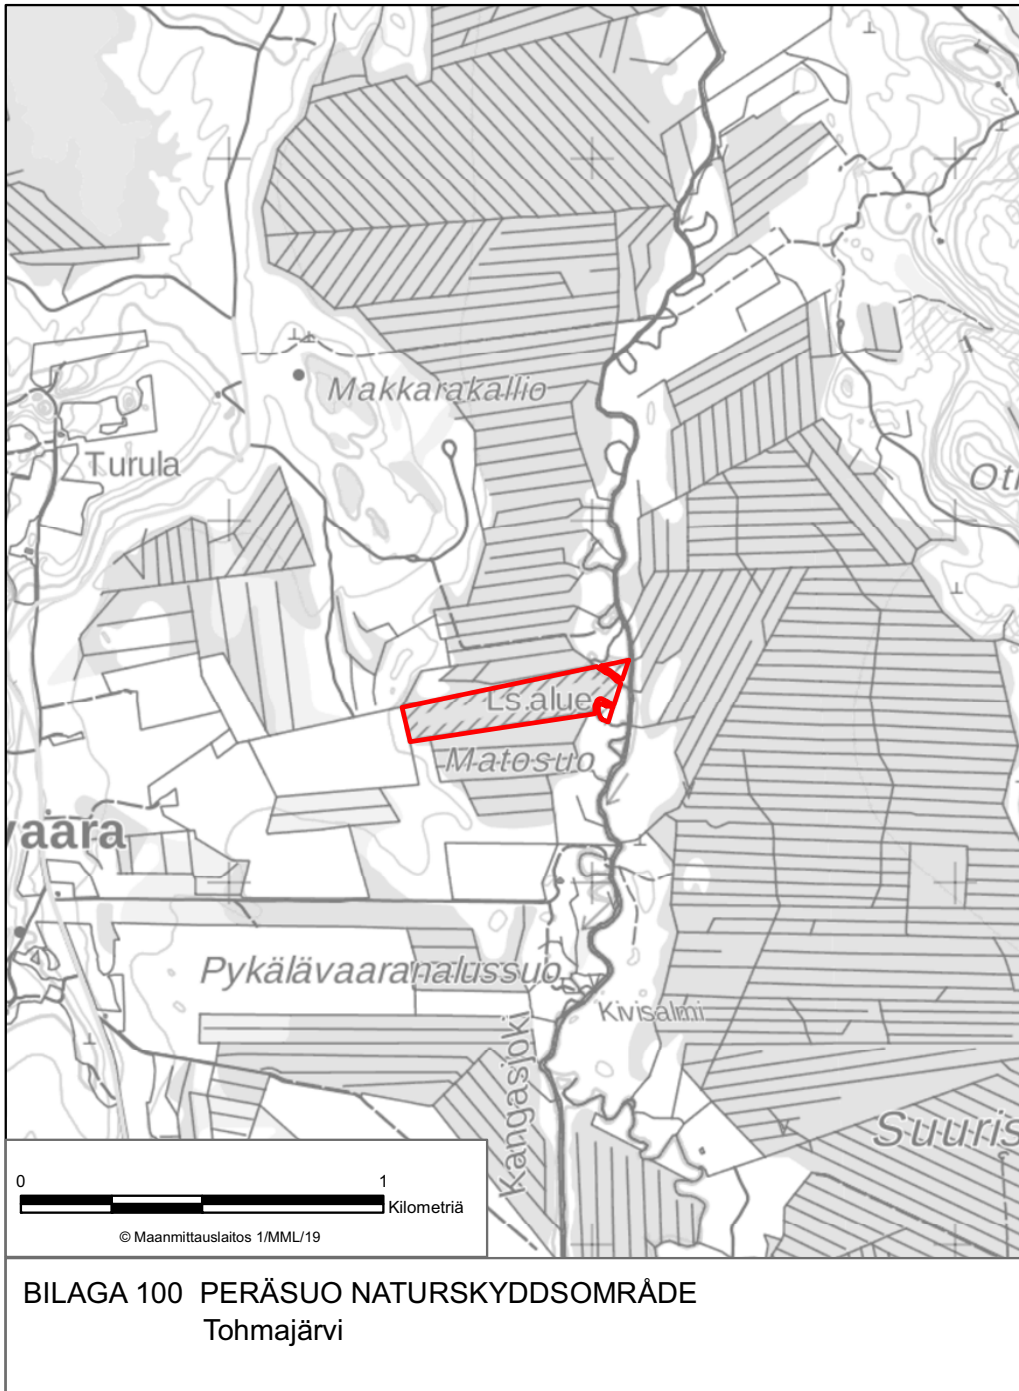 Makkarakallio
Turula
Oti
Ls.alue
Matosuo
vaara
Pykälävaaranalussuo
Kivisalmi
Kangasjoki
Suuris
0 1
Kilometriä
© Maanmittauslaitos 1/MML/19
BILAGA 100 PERÄSUO NATURSKYDDSOMRÅDE
Tohmajärvi